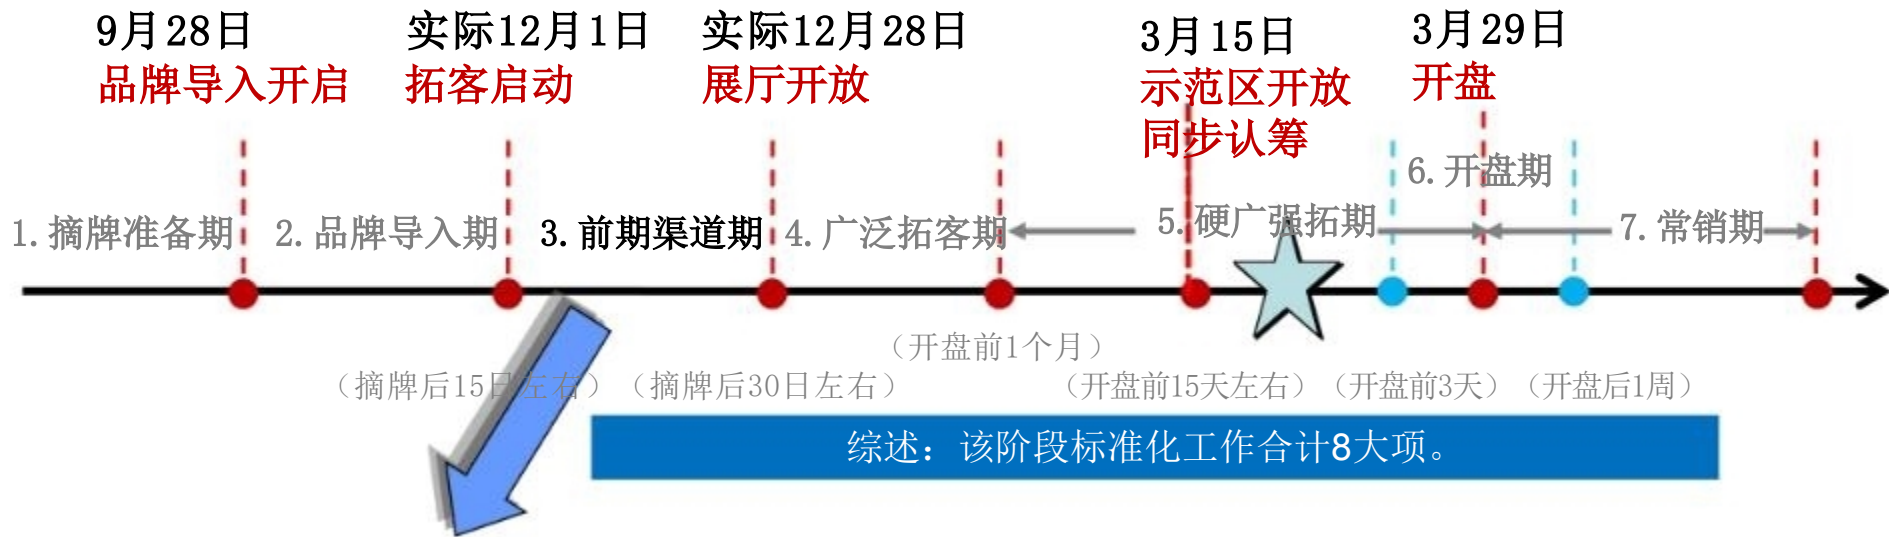 9月28日
品牌导入开启
实际12月1日
拓客启动
实际12月28日
展厅开放
3月15日
示范区开放
同步认筹
3月29日
开盘
1.摘牌准备期
2.品牌导入期
3.前期渠道期
4.广泛拓客期
5.硬广强拓期
6.开盘期
7.常销期
（开盘前1个月）
（摘牌后15日左右）
（摘牌后30日左右）
（开盘前15天左右）
（开盘前3天）
（开盘后1周）
综述：该阶段标准化工作合计8大项。